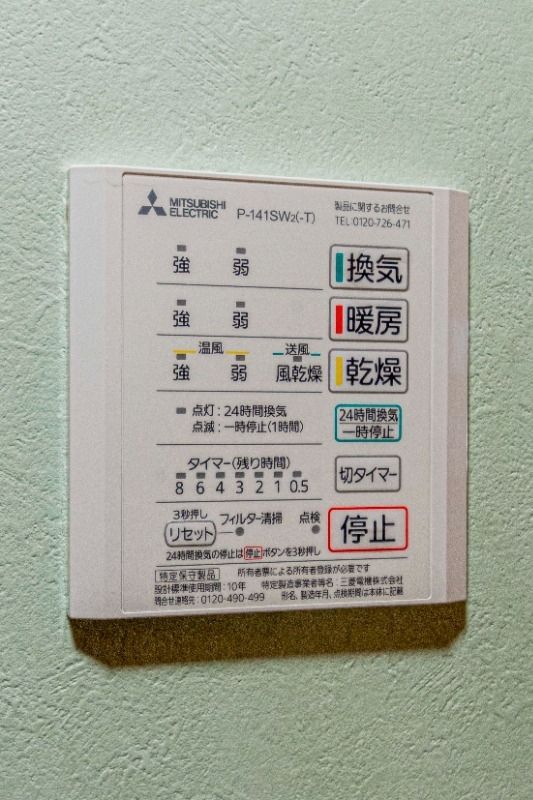 MITSUBISHI
ELECTRIC
P-141SW2(-T)
製品に関するお問合せ
TEL:0120-726-471
強 弱 換気
強 弱 暖房
温風 送風
強 弱 風乾燥 乾燥
点灯：24時間換気
点滅：一時停止(1時間)
24時間換気
一時停止
タイマー(残り時間)
8 6 4 3 2 1 0.5
切タイマー
3秒押し
リセット フィルター清掃 点検
停止
24時間換気の停止は停止ボタンを3秒押し
特定保守製品 所有者票による所有者登録が必要です
設計標準使用期間：10年 特定製造事業者等名：三菱電機株式会社
問合せ連絡先：0120-490-499 形名、製造年月、点検期間は本体に記載